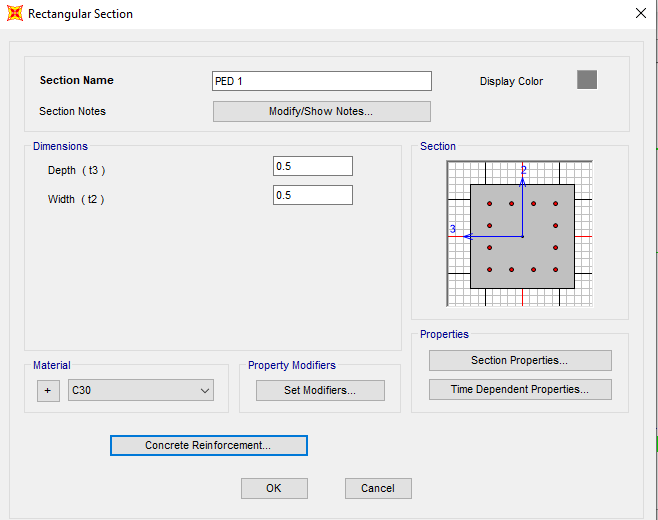 Rectangular Section
Section Name
PED 1
Display Color
Section Notes
Modify/Show Notes...
Dimensions
Depth ( t3 )
0.5
Width ( t2 )
0.5
Section
2
3
Properties
Section Properties...
Time Dependent Properties...
Material
+
C30
Property Modifiers
Set Modifiers...
Concrete Reinforcement...
OK
Cancel